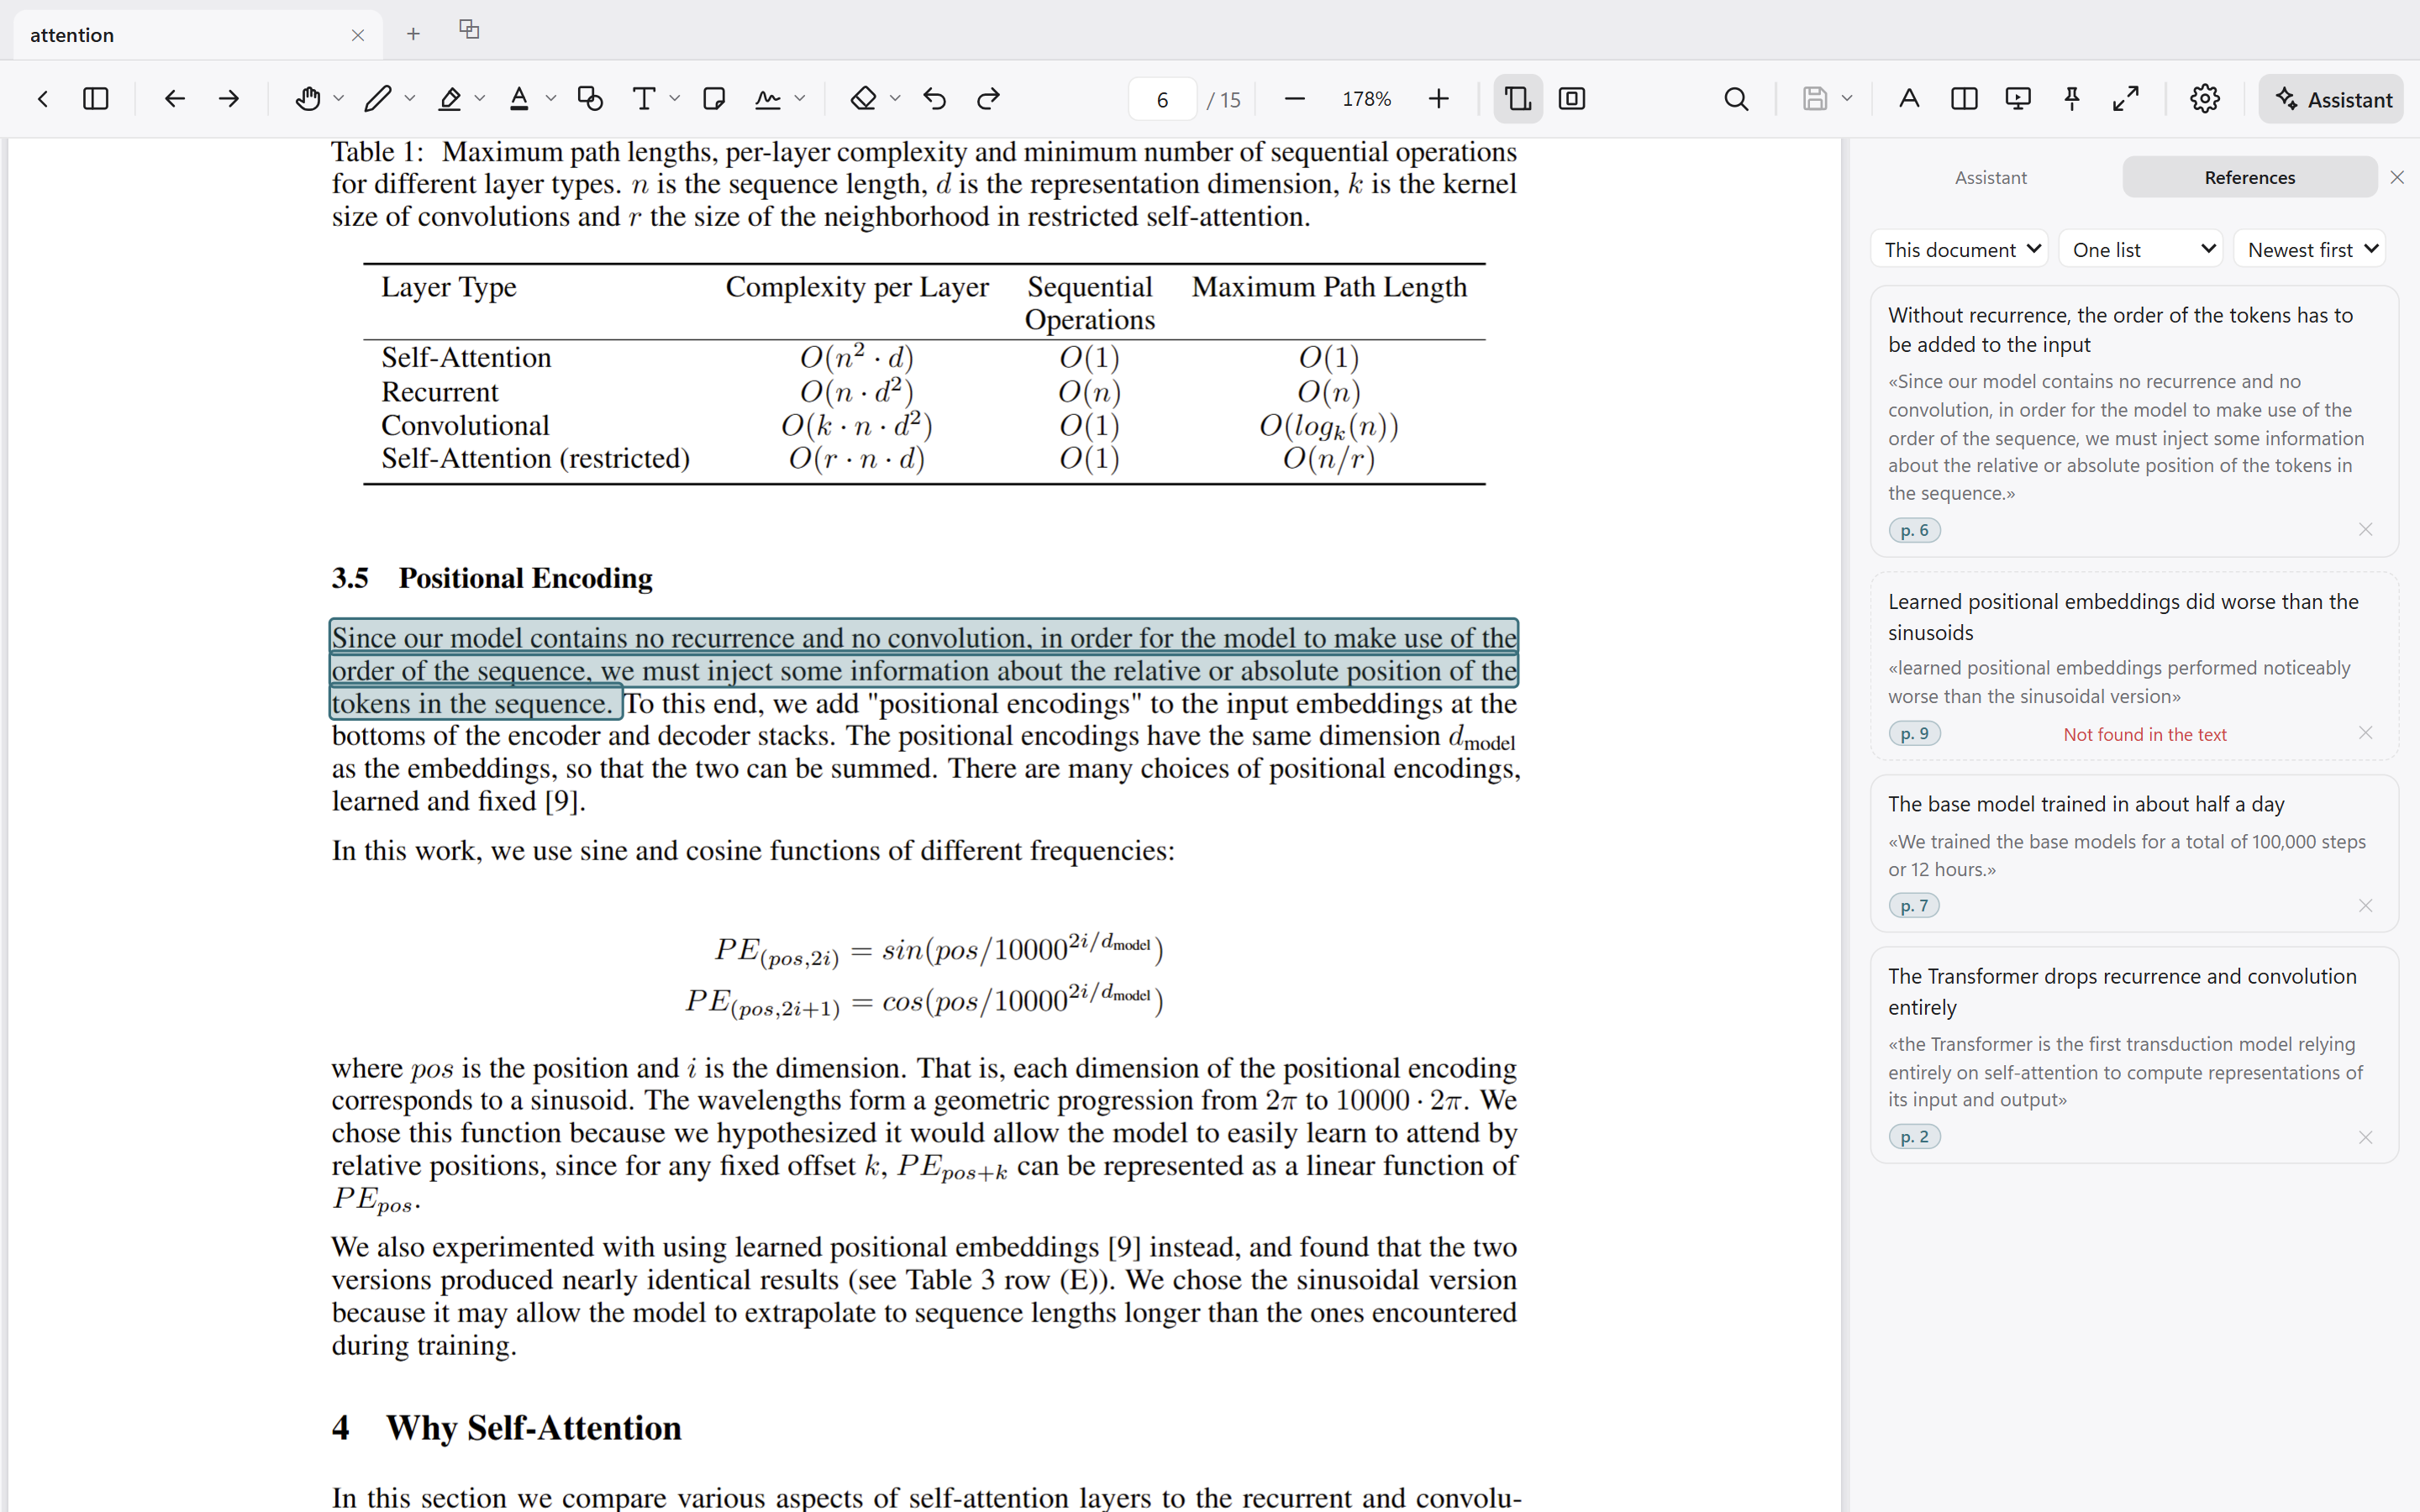 attention
6 / 15
178%
Assistant
Table 1: Maximum path lengths, per-layer complexity and minimum number of sequential operations
for different layer types. n is the sequence length, d is the representation dimension, k is the kernel
size of convolutions and r the size of the neighborhood in restricted self-attention.
Layer Type Complexity per Layer Sequential Maximum Path Length
Operations
Self-Attention O(n² · d) O(1) O(1)
Recurrent O(n · d²) O(n) O(n)
Convolutional O(k · n · d²) O(1) O(logₖ(n))
Self-Attention (restricted) O(r · n · d) O(1) O(n/r)
3.5 Positional Encoding
Since our model contains no recurrence and no convolution, in order for the model to make use of the
order of the sequence, we must inject some information about the relative or absolute position of the
tokens in the sequence. To this end, we add "positional encodings" to the input embeddings at the
bottoms of the encoder and decoder stacks. The positional encodings have the same dimension d_model
as the embeddings, so that the two can be summed. There are many choices of positional encodings,
learned and fixed [9].
In this work, we use sine and cosine functions of different frequencies:
PE_(pos,2i) = sin(pos/10000^(2i/d_model))
PE_(pos,2i+1) = cos(pos/10000^(2i/d_model))
where pos is the position and i is the dimension. That is, each dimension of the positional encoding
corresponds to a sinusoid. The wavelengths form a geometric progression from 2π to 10000 · 2π. We
chose this function because we hypothesized it would allow the model to easily learn to attend by
relative positions, since for any fixed offset k, PE_pos+k can be represented as a linear function of
PE_pos.
We also experimented with using learned positional embeddings [9] instead, and found that the two
versions produced nearly identical results (see Table 3 row (E)). We chose the sinusoidal version
because it may allow the model to extrapolate to sequence lengths longer than the ones encountered
during training.
4 Why Self-Attention
In this section we compare various aspects of self-attention layers to the recurrent and convolu-
Assistant References
This document One list Newest first
Without recurrence, the order of the tokens has to
be added to the input
«Since our model contains no recurrence and no
convolution, in order for the model to make use of the
order of the sequence, we must inject some information
about the relative or absolute position of the tokens in
the sequence.»
p. 6
Learned positional embeddings did worse than the
sinusoids
«learned positional embeddings performed noticeably
worse than the sinusoidal version»
p. 9 Not found in the text
The base model trained in about half a day
«We trained the base models for a total of 100,000 steps
or 12 hours.»
p. 7
The Transformer drops recurrence and convolution
entirely
«the Transformer is the first transduction model relying
entirely on self-attention to compute representations of
its input and output»
p. 2